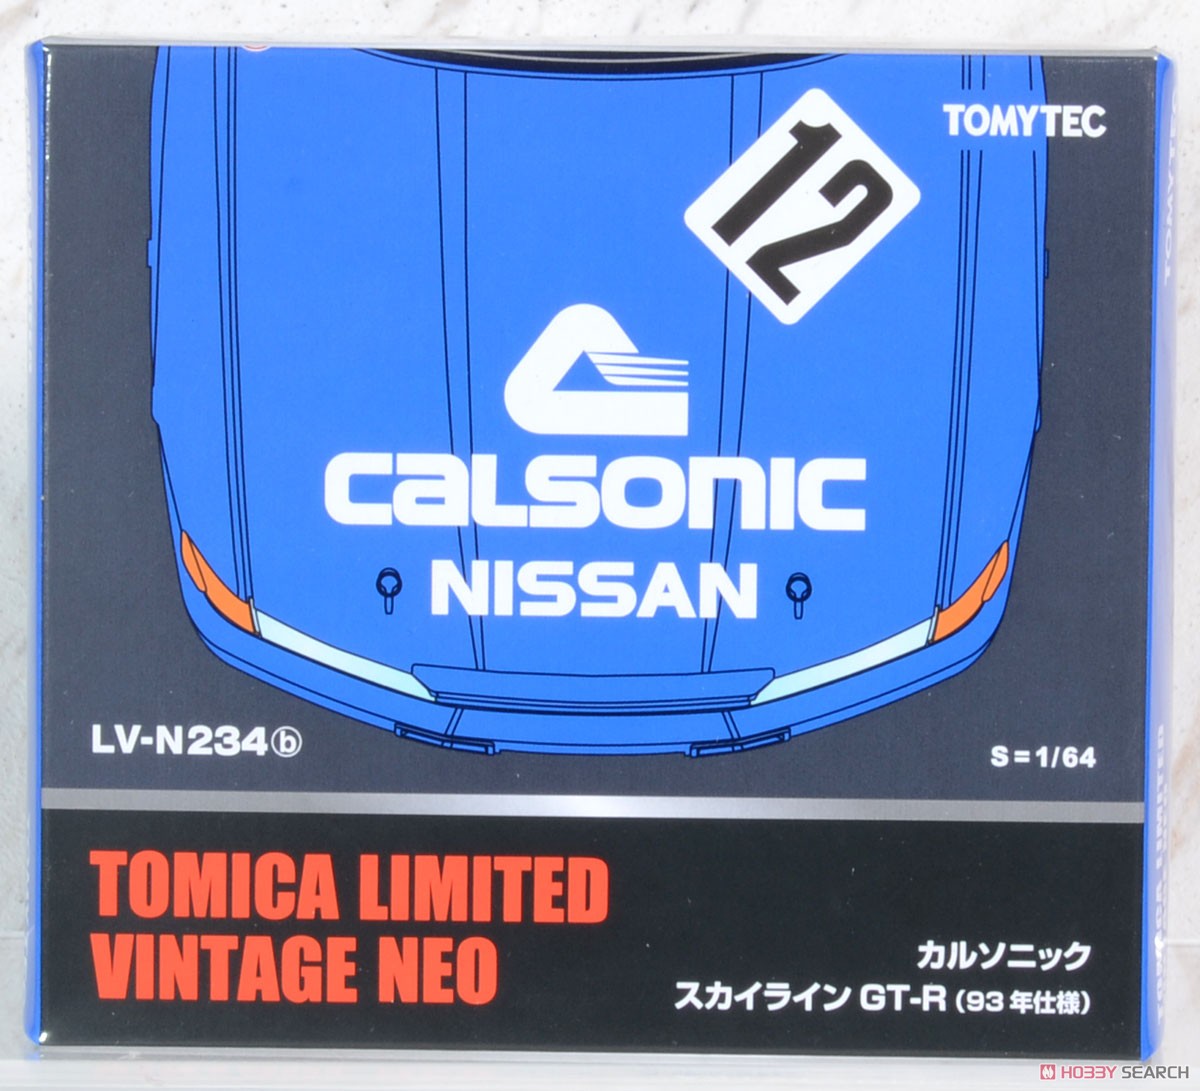 TOMYTEC
12
CALSONIC
NISSAN
LV-N234ⓑ
S=1/64
TOMICA LIMITED
VINTAGE NEO
カルソニック
スカイライン GT-R（93年仕様）
HOBBY SEARCH